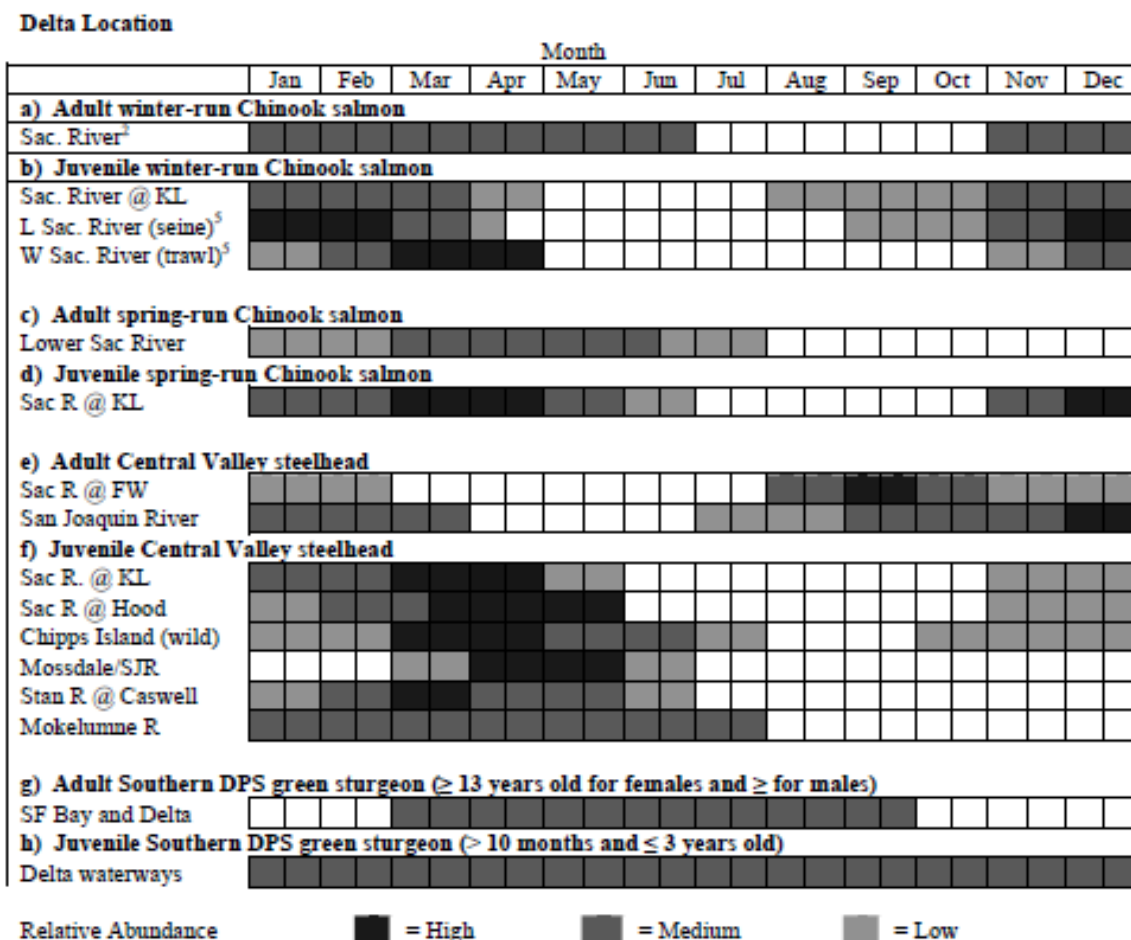 Delta Location
Month
Jan Feb Mar Apr May Jun Jul Aug Sep Oct Nov Dec
a) Adult winter-run Chinook salmon
Sac. River²
b) Juvenile winter-run Chinook salmon
Sac. River @ KL
L Sac. River (seine)⁵
W Sac. River (trawl)⁵
c) Adult spring-run Chinook salmon
Lower Sac River
d) Juvenile spring-run Chinook salmon
Sac R @ KL
e) Adult Central Valley steelhead
Sac R @ FW
San Joaquin River
f) Juvenile Central Valley steelhead
Sac R. @ KL
Sac R @ Hood
Chipps Island (wild)
Mossdale/SJR
Stan R @ Caswell
Mokelumne R
g) Adult Southern DPS green sturgeon (≥ 13 years old for females and ≥ for males)
SF Bay and Delta
h) Juvenile Southern DPS green sturgeon (> 10 months and ≤ 3 years old)
Delta waterways
Relative Abundance = High = Medium = Low